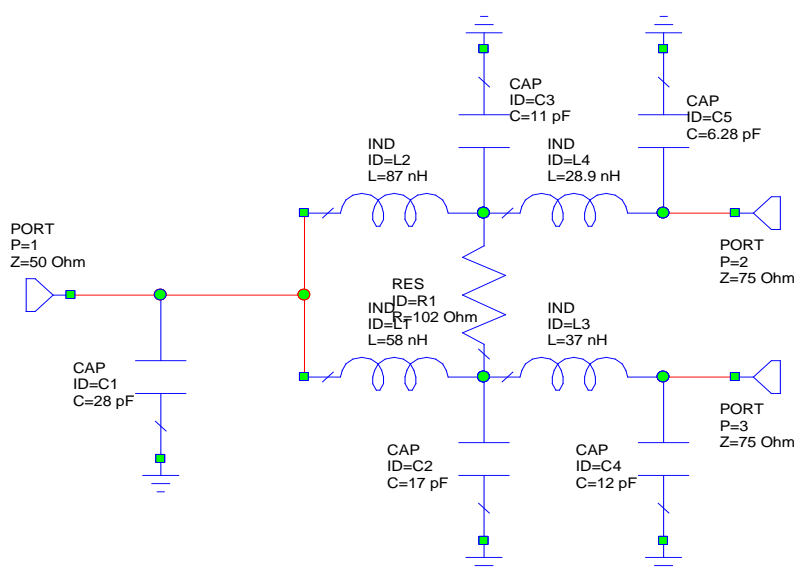 CAP
ID=C3
C=11 pF
CAP
ID=C5
C=6.28 pF
IND
ID=L2
L=87 nH
IND
ID=L4
L=28.9 nH
PORT
P=1
Z=50 Ohm
PORT
P=2
Z=75 Ohm
RES
ID=R1
R=102 Ohm
IND
ID=L1
L=58 nH
IND
ID=L3
L=37 nH
CAP
ID=C1
C=28 pF
PORT
P=3
Z=75 Ohm
CAP
ID=C2
C=17 pF
CAP
ID=C4
C=12 pF